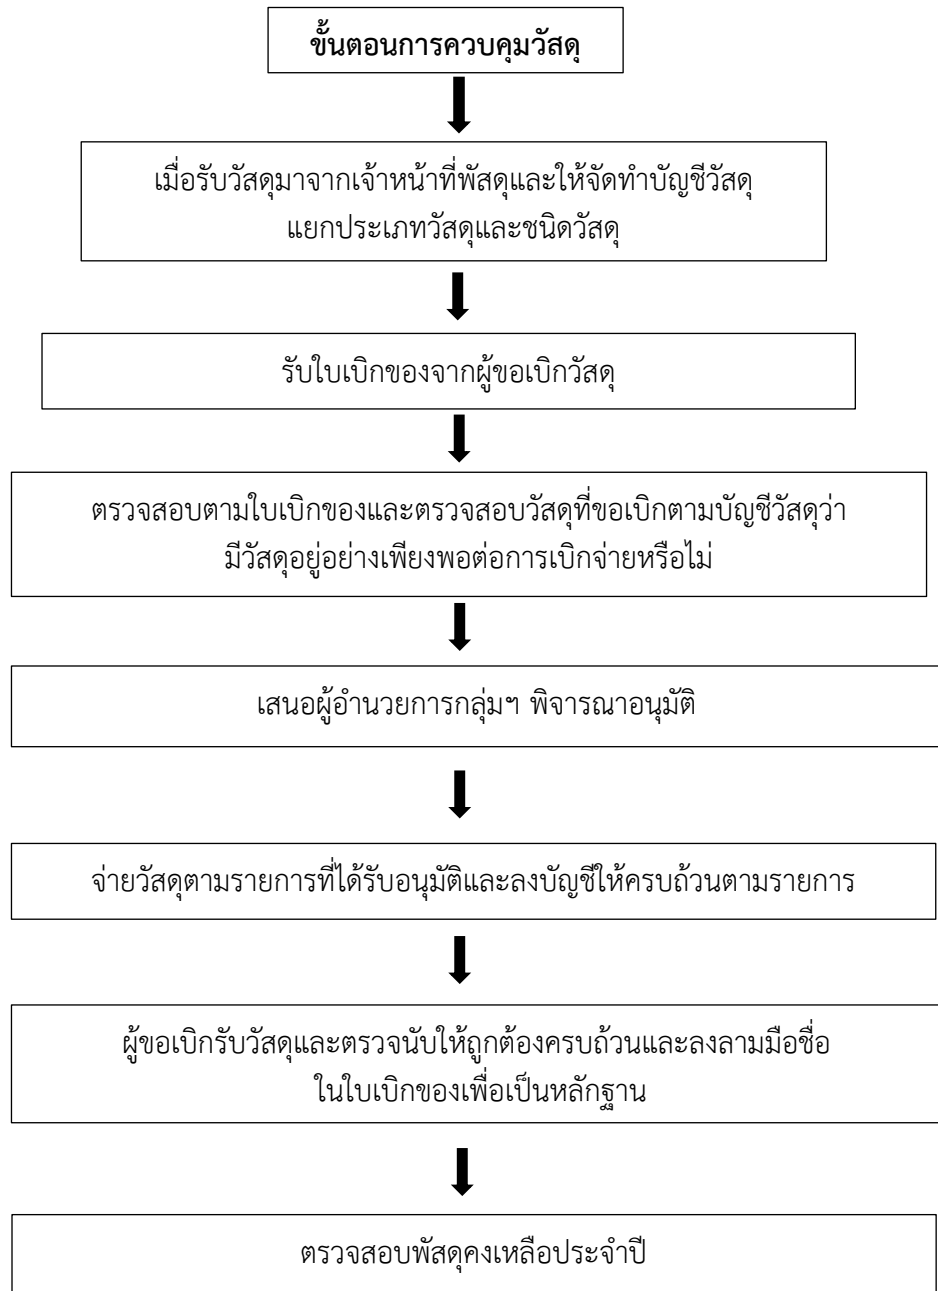 ขั้นตอนการควบคุมวัสดุ
เมื่อรับวัสดุมาจากเจ้าหน้าที่พัสดุและให้จัดทำบัญชีวัสดุ
แยกประเภทวัสดุและชนิดวัสดุ
รับใบเบิกของจากผู้ขอเบิกวัสดุ
ตรวจสอบตามใบเบิกของและตรวจสอบวัสดุที่ขอเบิกตามบัญชีวัสดุว่า
มีวัสดุอยู่อย่างเพียงพอต่อการเบิกจ่ายหรือไม่
เสนอผู้อำนวยการกลุ่มฯ พิจารณาอนุมัติ
จ่ายวัสดุตามรายการที่ได้รับอนุมัติและลงบัญชีให้ครบถ้วนตามรายการ
ผู้ขอเบิกรับวัสดุและตรวจนับให้ถูกต้องครบถ้วนและลงลามมือชื่อ
ในใบเบิกของเพื่อเป็นหลักฐาน
ตรวจสอบพัสดุคงเหลือประจำปี